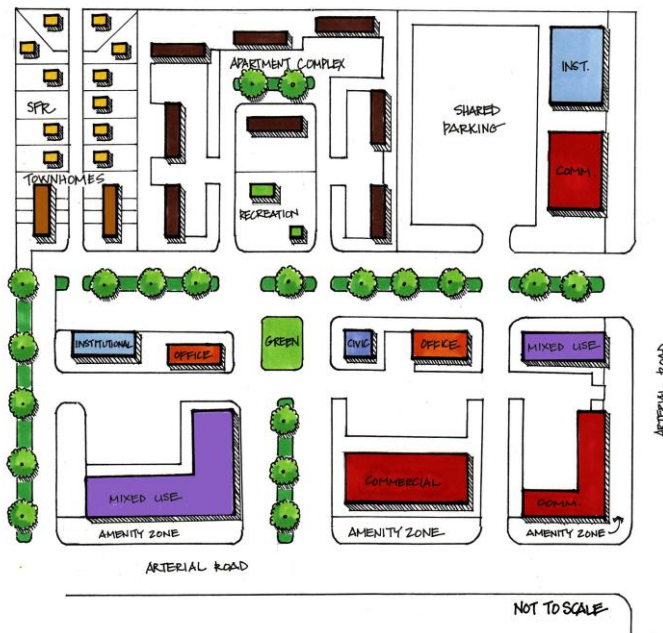 APARTMENT COMPLEX
INST.
SFR
SHARED
PARKING
COMM.
TOWNHOMES
RECREATION
INSTITUTIONAL
OFFICE
GREEN
CIVIC
OFFICE
MIXED USE
ARTERIAL ROAD
MIXED USE
COMMERCIAL
COMM.
AMENITY ZONE
AMENITY ZONE
AMENITY ZONE
ARTERIAL ROAD
NOT TO SCALE